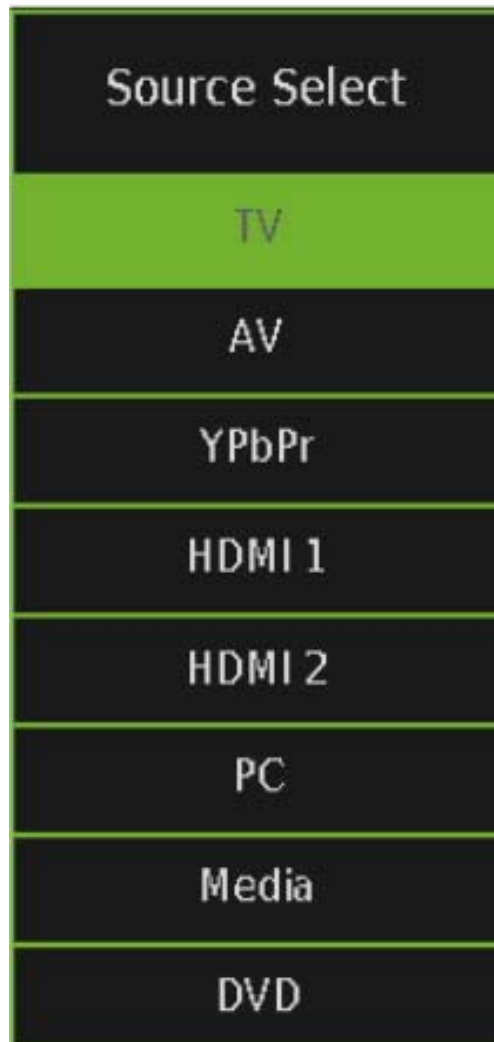 Source Select
TV
AV
YPbPr
HDMI 1
HDMI 2
PC
Media
DVD